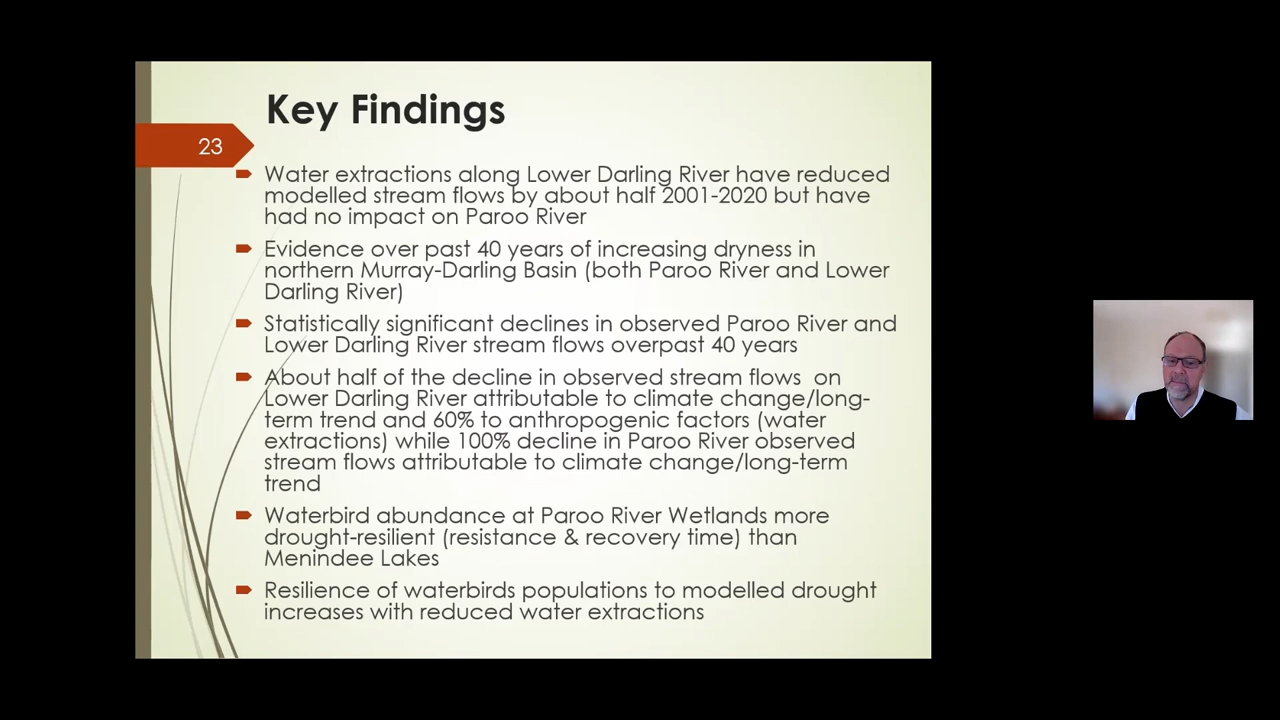 Key Findings
23
Water extractions along Lower Darling River have reduced
modelled stream flows by about half 2001-2020 but have
had no impact on Paroo River
Evidence over past 40 years of increasing dryness in
northern Murray-Darling Basin (both Paroo River and Lower
Darling River)
Statistically significant declines in observed Paroo River and
Lower Darling River stream flows overpast 40 years
About half of the decline in observed stream flows on
Lower Darling River attributable to climate change/long-
term trend and 60% to anthropogenic factors (water
extractions) while 100% decline in Paroo River observed
stream flows attributable to climate change/long-term
trend
Waterbird abundance at Paroo River Wetlands more
drought-resilient (resistance & recovery time) than
Menindee Lakes
Resilience of waterbirds populations to modelled drought
increases with reduced water extractions